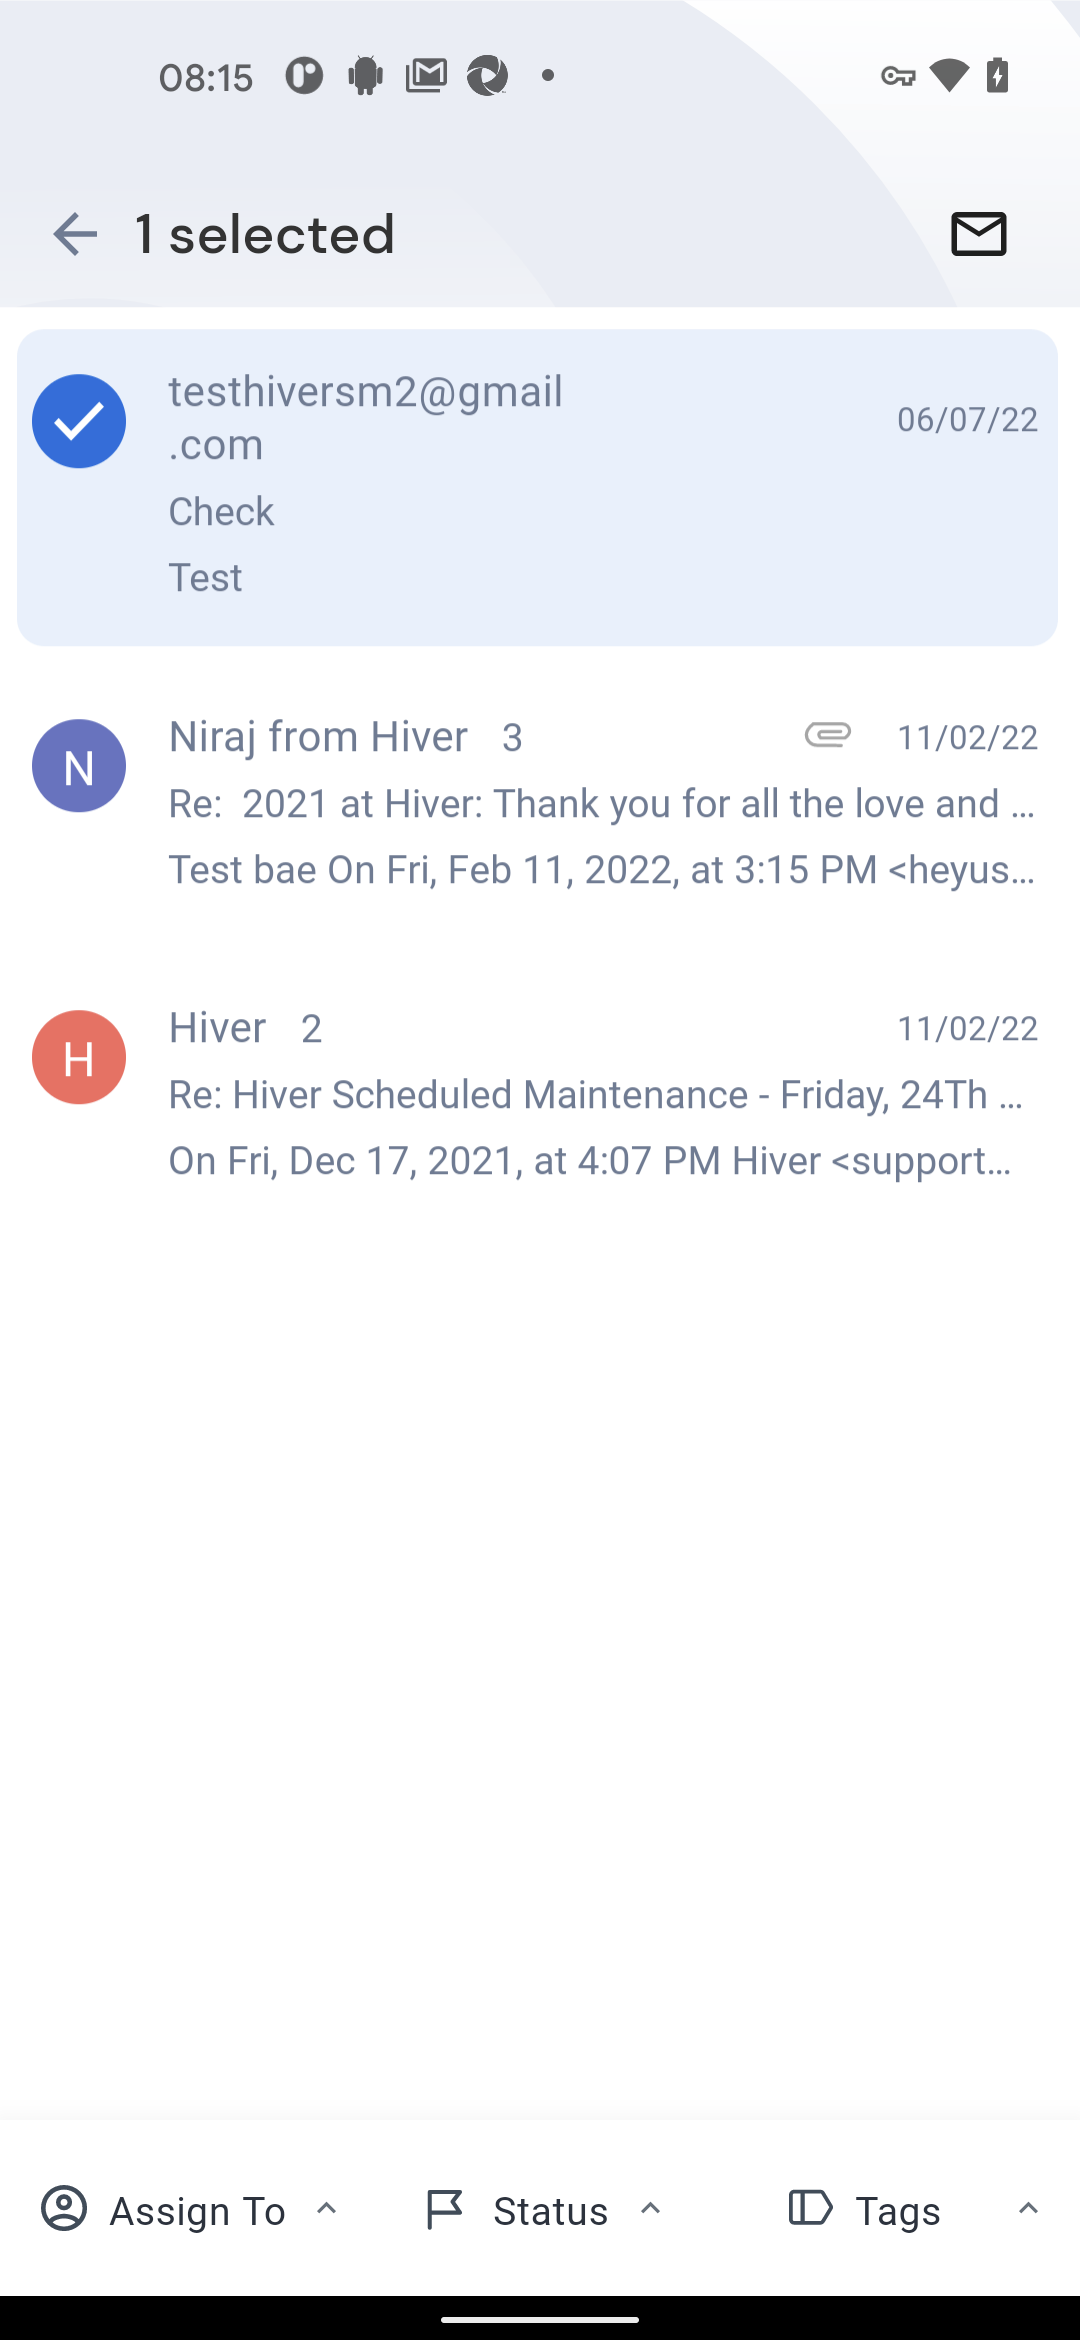 08:15
1 selected
testhiversm2@gmail
.com
06/07/22
Check
Test
N
Niraj from Hiver 3
11/02/22
Re:  2021 at Hiver: Thank you for all the love and ...
Test bae On Fri, Feb 11, 2022, at 3:15 PM <heyus...
H
Hiver 2
11/02/22
Re: Hiver Scheduled Maintenance - Friday, 24Th ...
On Fri, Dec 17, 2021, at 4:07 PM Hiver <support...
Assign To
Status
Tags